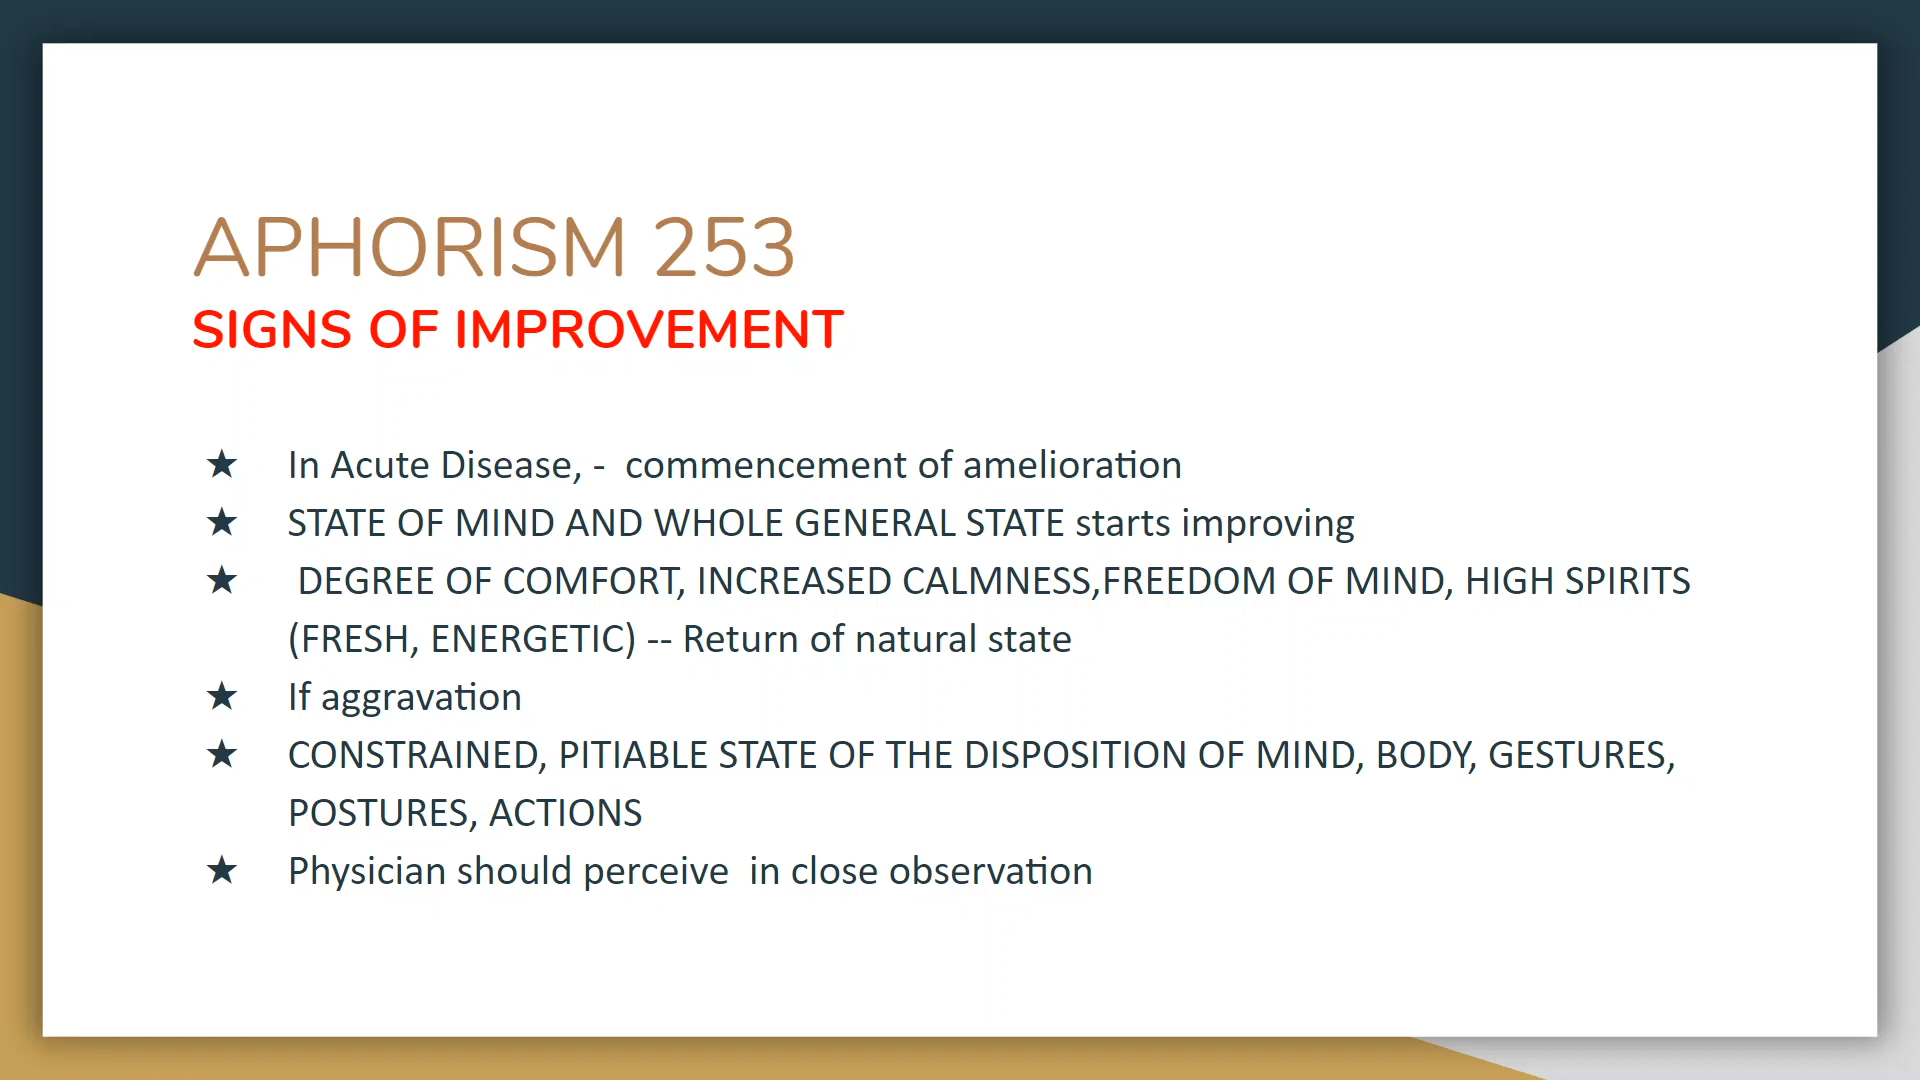 APHORISM 253
SIGNS OF IMPROVEMENT
★ In Acute Disease, -  commencement of amelioration
★ STATE OF MIND AND WHOLE GENERAL STATE starts improving
★ DEGREE OF COMFORT, INCREASED CALMNESS,FREEDOM OF MIND, HIGH SPIRITS
(FRESH, ENERGETIC) -- Return of natural state
★ If aggravation
★ CONSTRAINED, PITIABLE STATE OF THE DISPOSITION OF MIND, BODY, GESTURES,
POSTURES, ACTIONS
★ Physician should perceive  in close observation